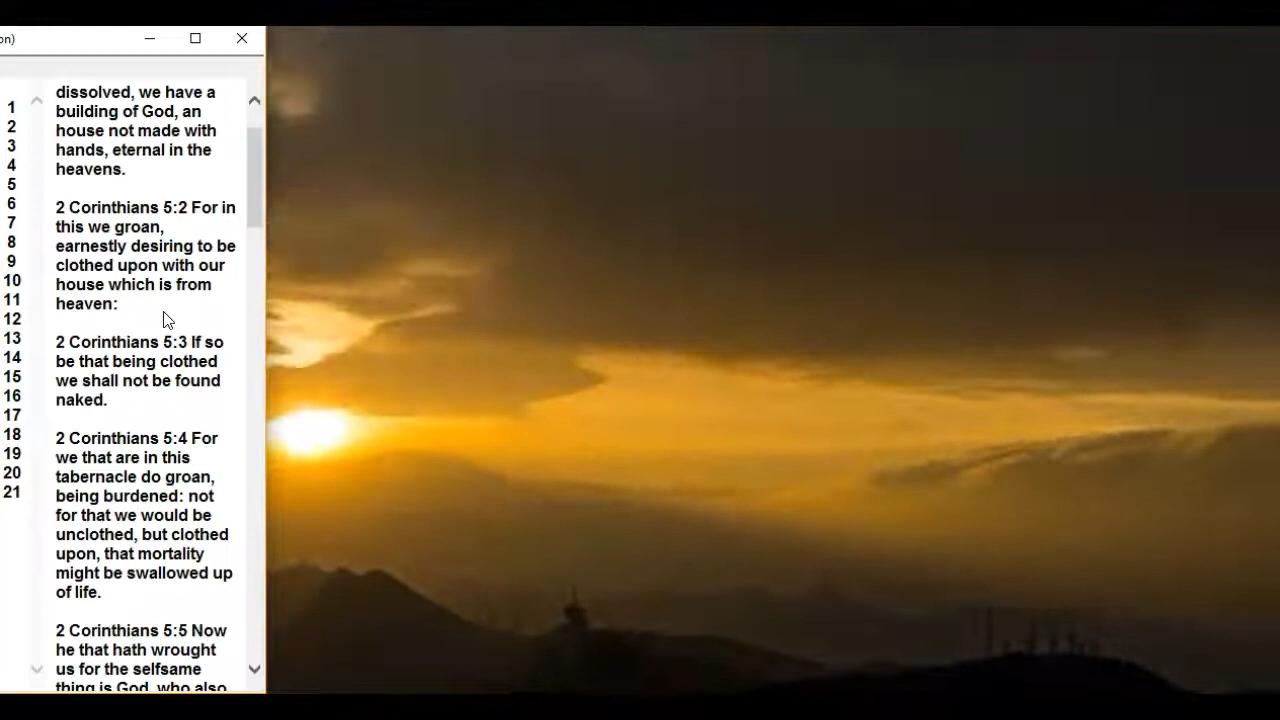 on)
1
2
3
4
5
6
7
8
9
10
11
12
13
14
15
16
17
18
19
20
21
dissolved, we have a
building of God, an
house not made with
hands, eternal in the
heavens.
2 Corinthians 5:2 For in
this we groan,
earnestly desiring to be
clothed upon with our
house which is from
heaven:
2 Corinthians 5:3 If so
be that being clothed
we shall not be found
naked.
2 Corinthians 5:4 For
we that are in this
tabernacle do groan,
being burdened: not
for that we would be
unclothed, but clothed
upon, that mortality
might be swallowed up
of life.
2 Corinthians 5:5 Now
he that hath wrought
us for the selfsame
thing is God, who also